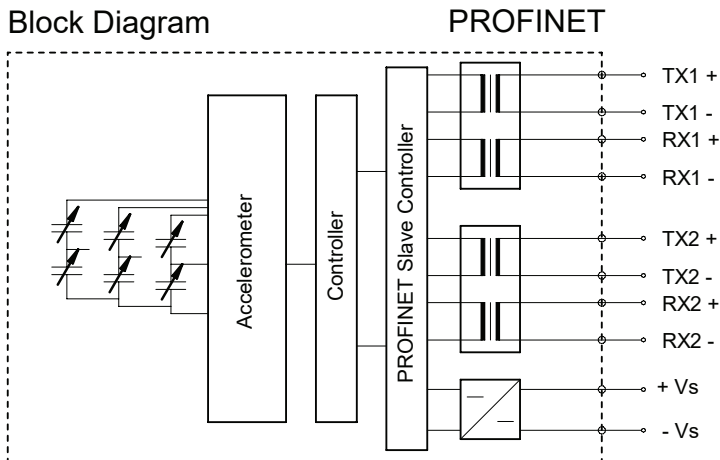 Block Diagram
PROFINET
Accelerometer
Controller
PROFINET Slave Controller
TX1 +
TX1 -
RX1 +
RX1 -
TX2 +
TX2 -
RX2 +
RX2 -
+ Vs
- Vs